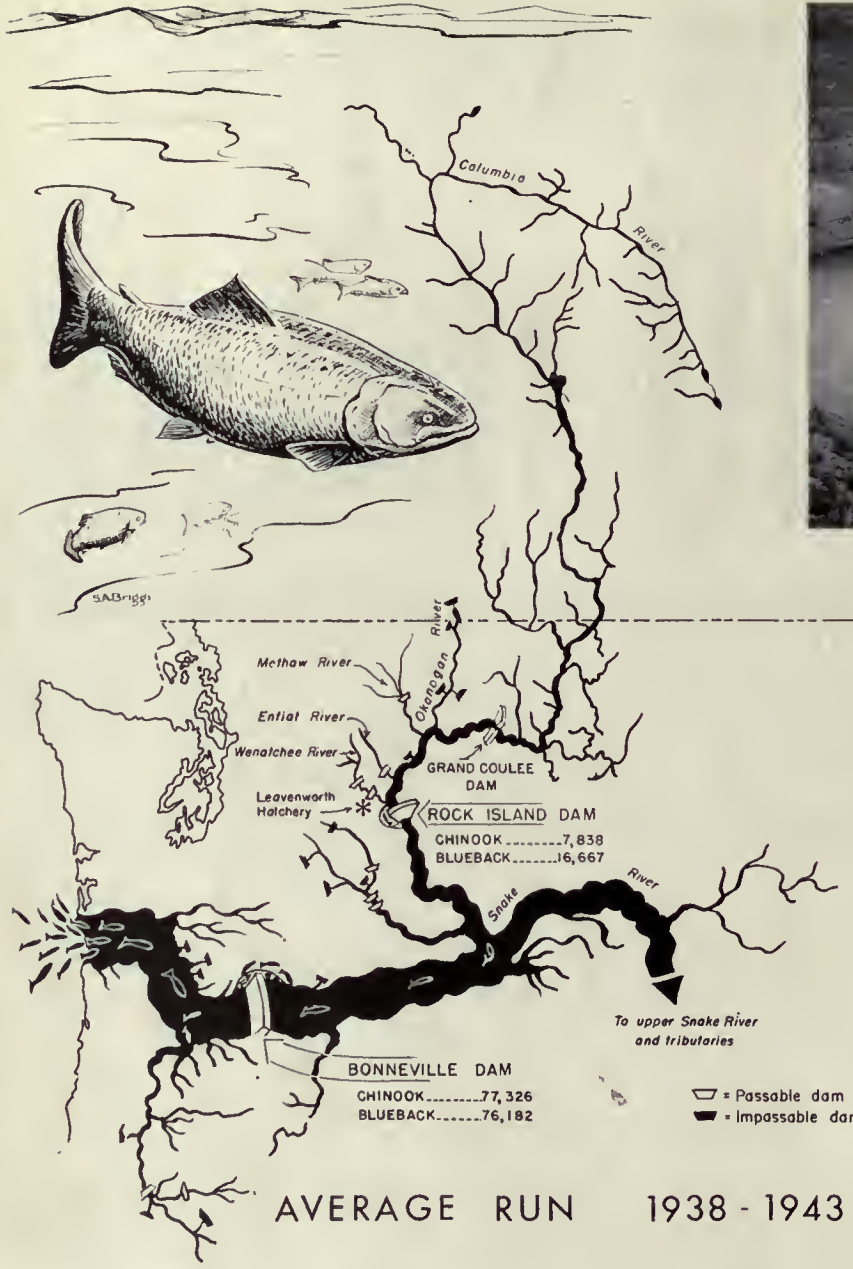 Columbia
River
S.A.Briggs
Methaw River
Okanogan River
Entiat River
Wenatchee River
Leavenworth
Hatchery
GRAND COULEE
DAM
ROCK ISLAND DAM
CHINOOK.........7,838
BLUEBACK......16,667
Snake
River
To upper Snake River
and tributaries
BONNEVILLE DAM
CHINOOK.........77,326
BLUEBACK.......76,182
= Passable dam
= Impassable dam
AVERAGE RUN 1938 - 1943